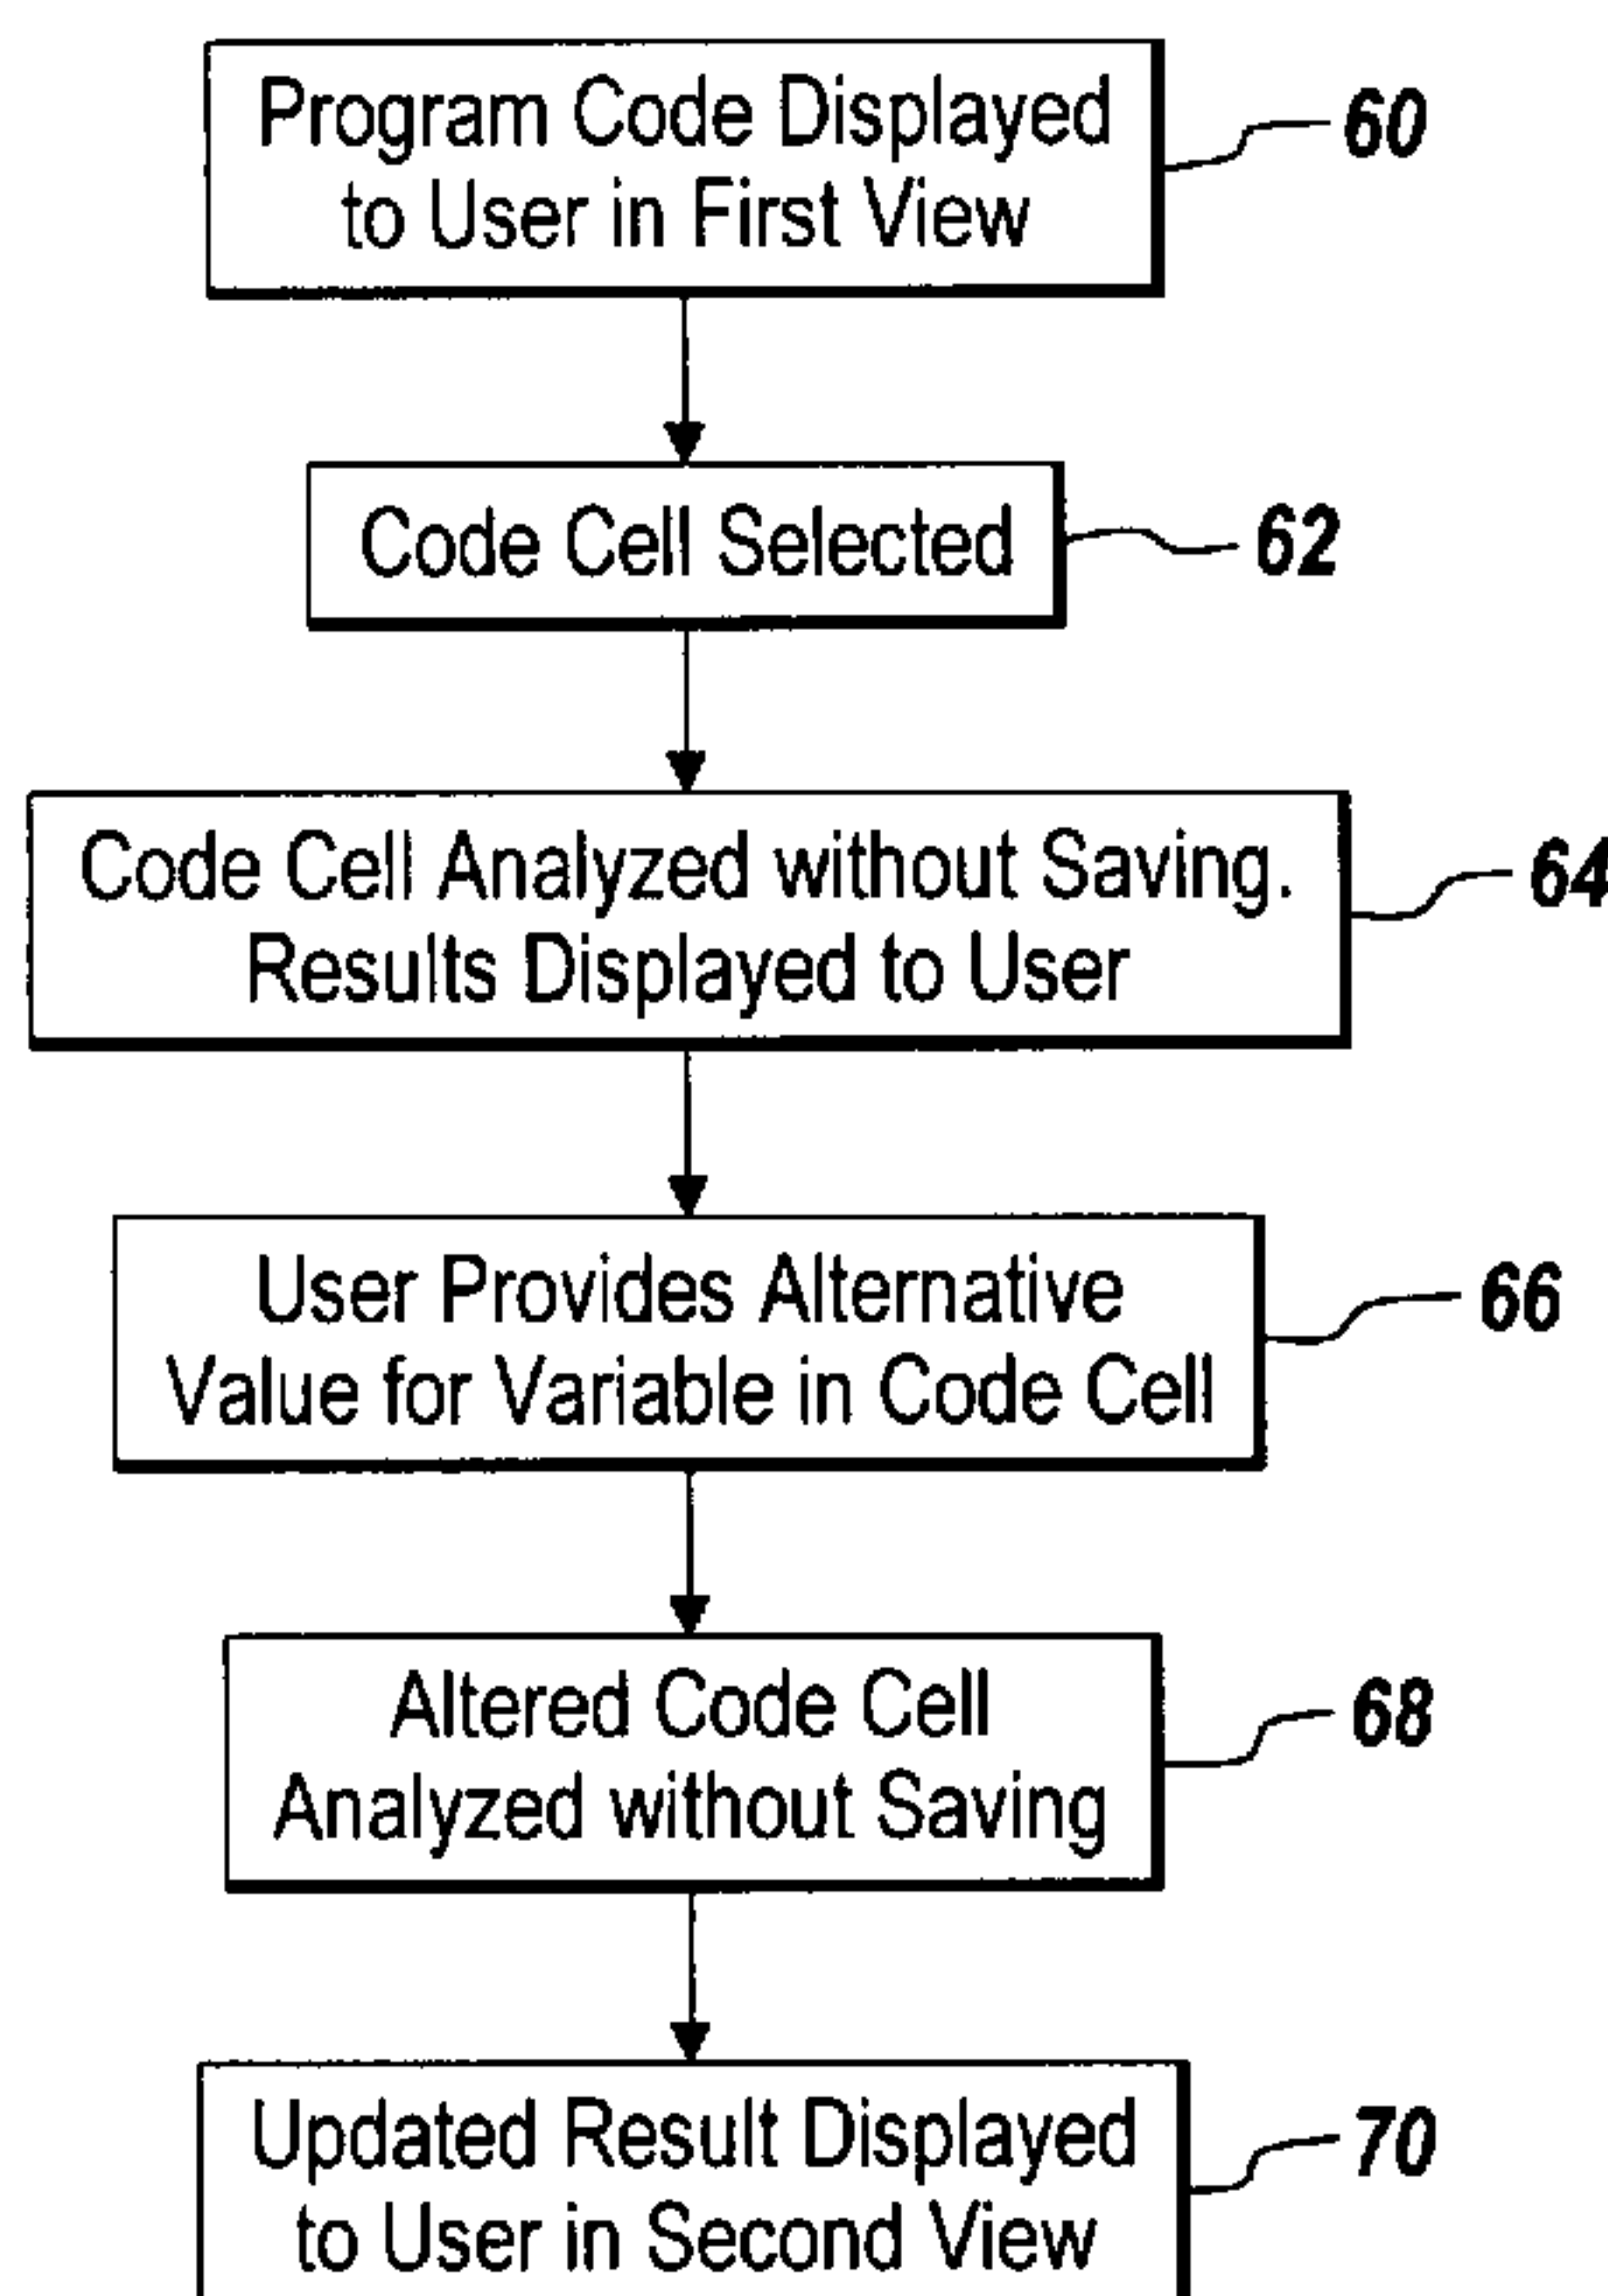 Program Code Displayed
to User in First View
60
Code Cell Selected
62
Code Cell Analyzed without Saving.
Results Displayed to User
64
User Provides Alternative
Value for Variable in Code Cell
66
Altered Code Cell
Analyzed without Saving
68
Updated Result Displayed
to User in Second View
70